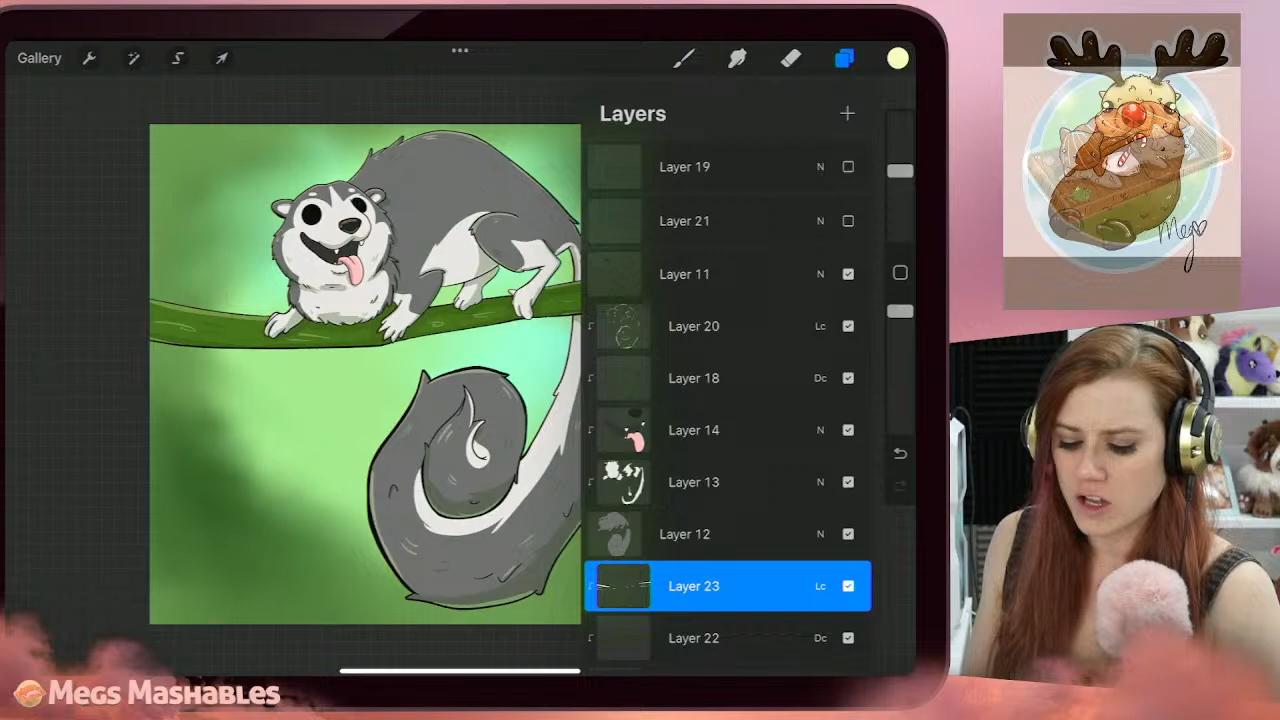 Gallery
Layers
Layer 19 N
Layer 21 N
Layer 11 N
Layer 20 Lc
Layer 18 Dc
Layer 14 N
Layer 13 N
Layer 12 N
Layer 23 Lc
Layer 22 Dc
Meg
Megs Mashables